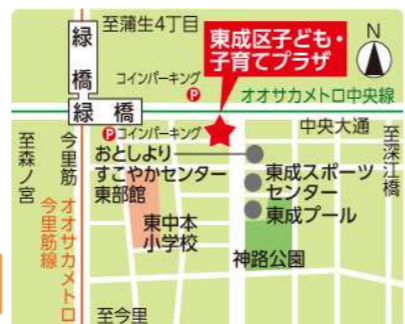 至蒲生4丁目
緑橋
東成区子ども・
子育てプラザ
N
コインパーキング
P
オオサカメトロ中央線
緑橋
P コインパーキング
中央大通
至森ノ宮
今里筋
オオサカメトロ
今里筋線
おとしより
すこやかセンター
東部館
東中本
小学校
東成スポーツ
センター
東成プール
神路公園
至深江橋
至今里